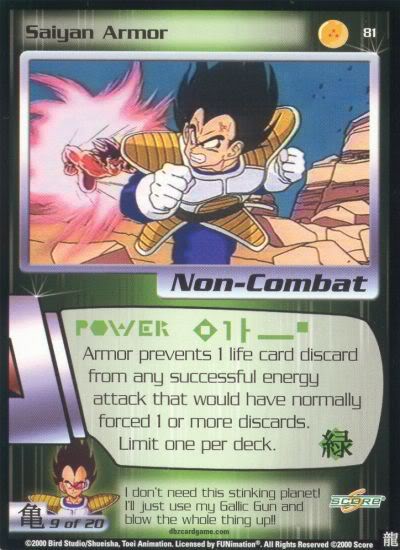 Saiyan Armor
81
Non-Combat
POWER
Armor prevents 1 life card discard
from any successful energy
attack that would have normally
forced 1 or more discards.
Limit one per deck.
緑
亀 9 of 20
I don't need this stinking planet!
I'll just use my Gallic Gun and
blow the whole thing up!!
SCORE
dbzcardgame.com
©2000 Bird Studio/Shueisha, Toei Animation. Licensed by FUNimation®. All Rights Reserved ©2000 Score
龍